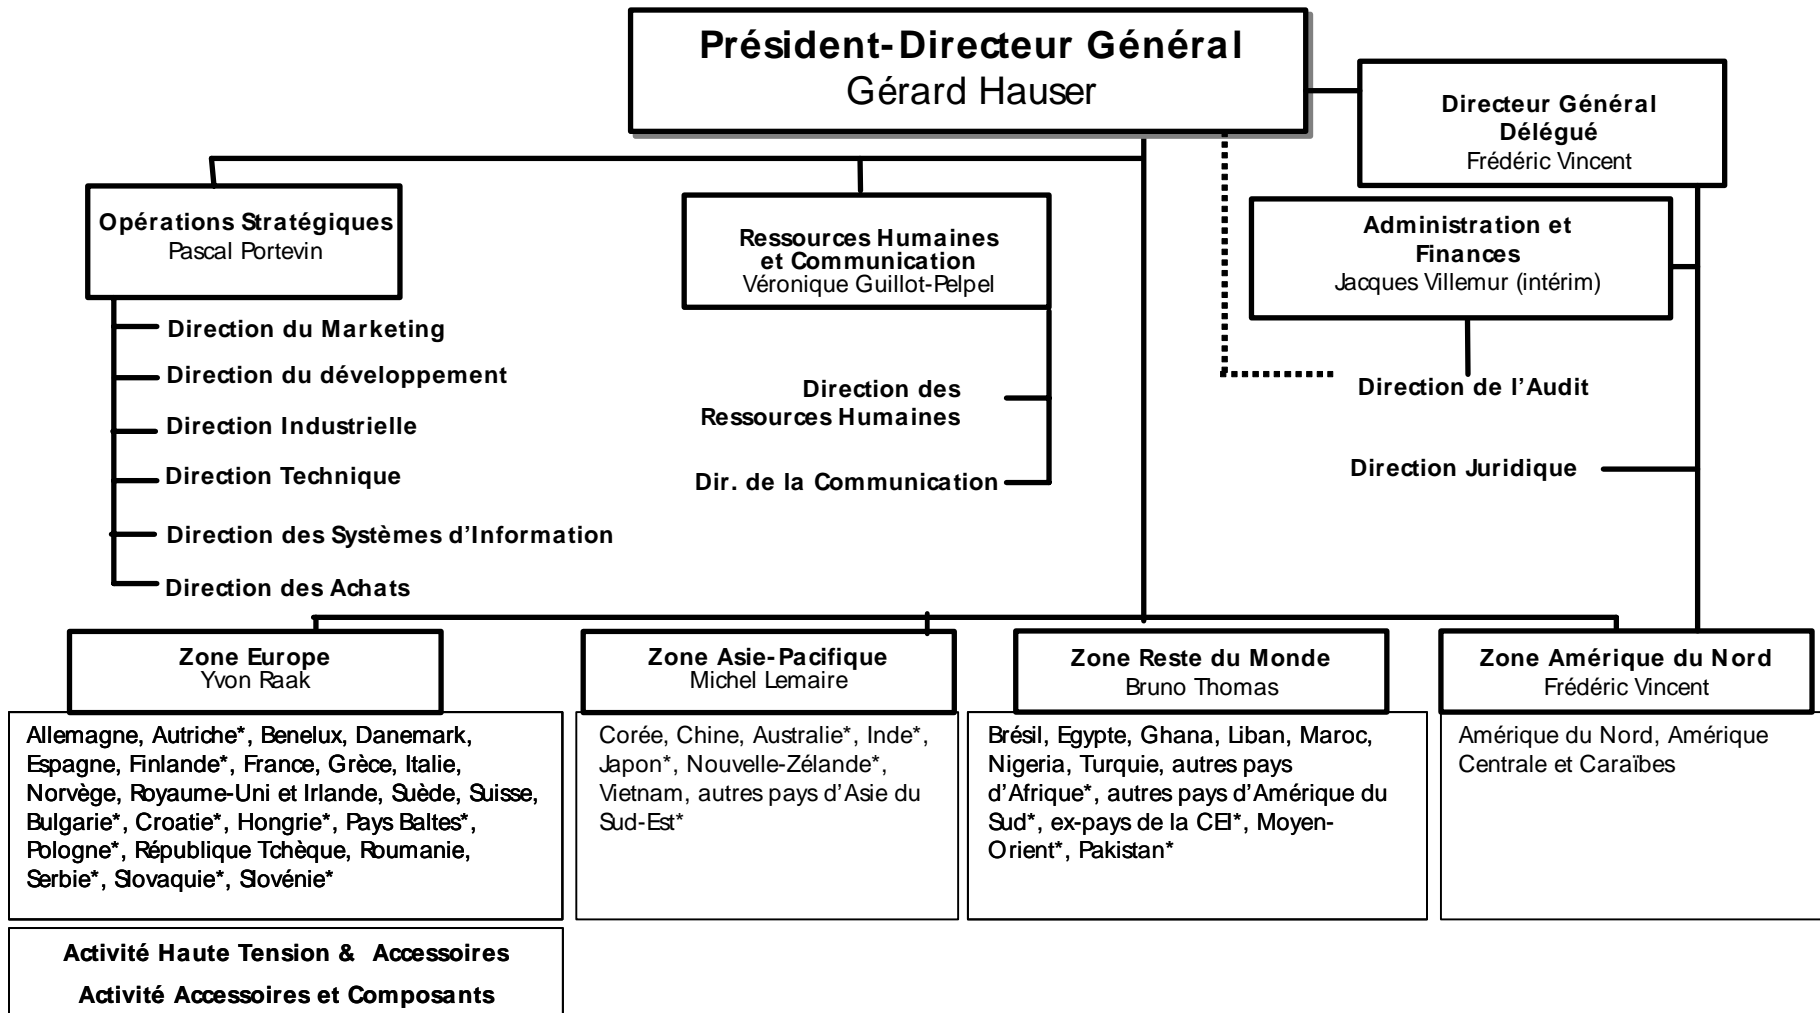 Président-Directeur Général
Gérard Hauser
Directeur Général
Délégué
Frédéric Vincent
Opérations Stratégiques
Pascal Portevin
Ressources Humaines
et Communication
Véronique Guillot-Pelpel
Administration et
Finances
Jacques Villemur (intérim)
Direction du Marketing
Direction du développement
Direction Industrielle
Direction Technique
Direction des Systèmes d’Information
Direction des Achats
Direction des
Ressources Humaines
Dir. de la Communication
Direction de l’Audit
Direction Juridique
Zone Europe
Yvon Raak
Allemagne, Autriche*, Benelux, Danemark,
Espagne, Finlande*, France, Grèce, Italie,
Norvège, Royaume-Uni et Irlande, Suède, Suisse,
Bulgarie*, Croatie*, Hongrie*, Pays Baltes*,
Pologne*, République Tchèque, Roumanie,
Serbie*, Slovaquie*, Slovénie*
Activité Haute Tension & Accessoires
Activité Accessoires et Composants
Zone Asie-Pacifique
Michel Lemaire
Corée, Chine, Australie*, Inde*,
Japon*, Nouvelle-Zélande*,
Vietnam, autres pays d’Asie du
Sud-Est*
Zone Reste du Monde
Bruno Thomas
Brésil, Egypte, Ghana, Liban, Maroc,
Nigeria, Turquie, autres pays
d’Afrique*, autres pays d’Amérique du
Sud*, ex-pays de la CEI*, Moyen-
Orient*, Pakistan*
Zone Amérique du Nord
Frédéric Vincent
Amérique du Nord, Amérique
Centrale et Caraïbes